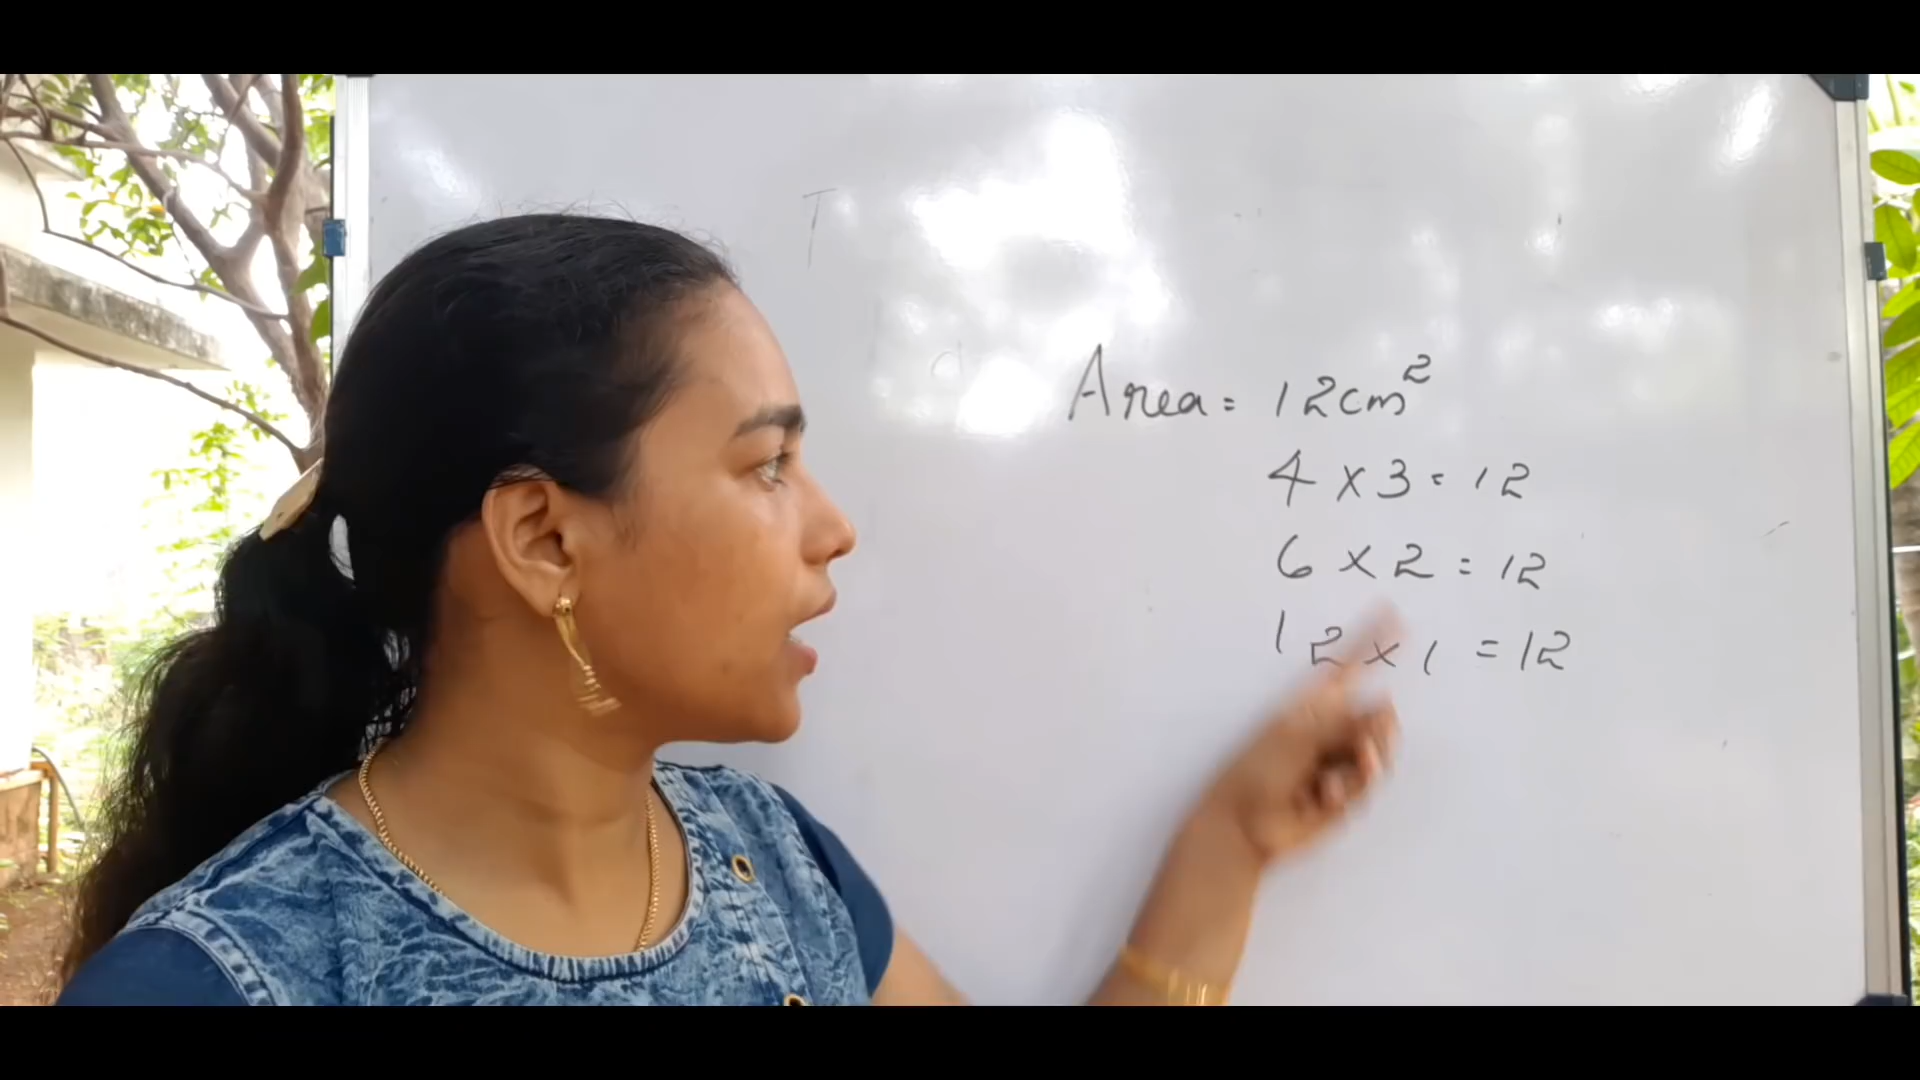 Area = 12cm²
4 × 3 = 12
6 × 2 = 12
12 × 1 = 12